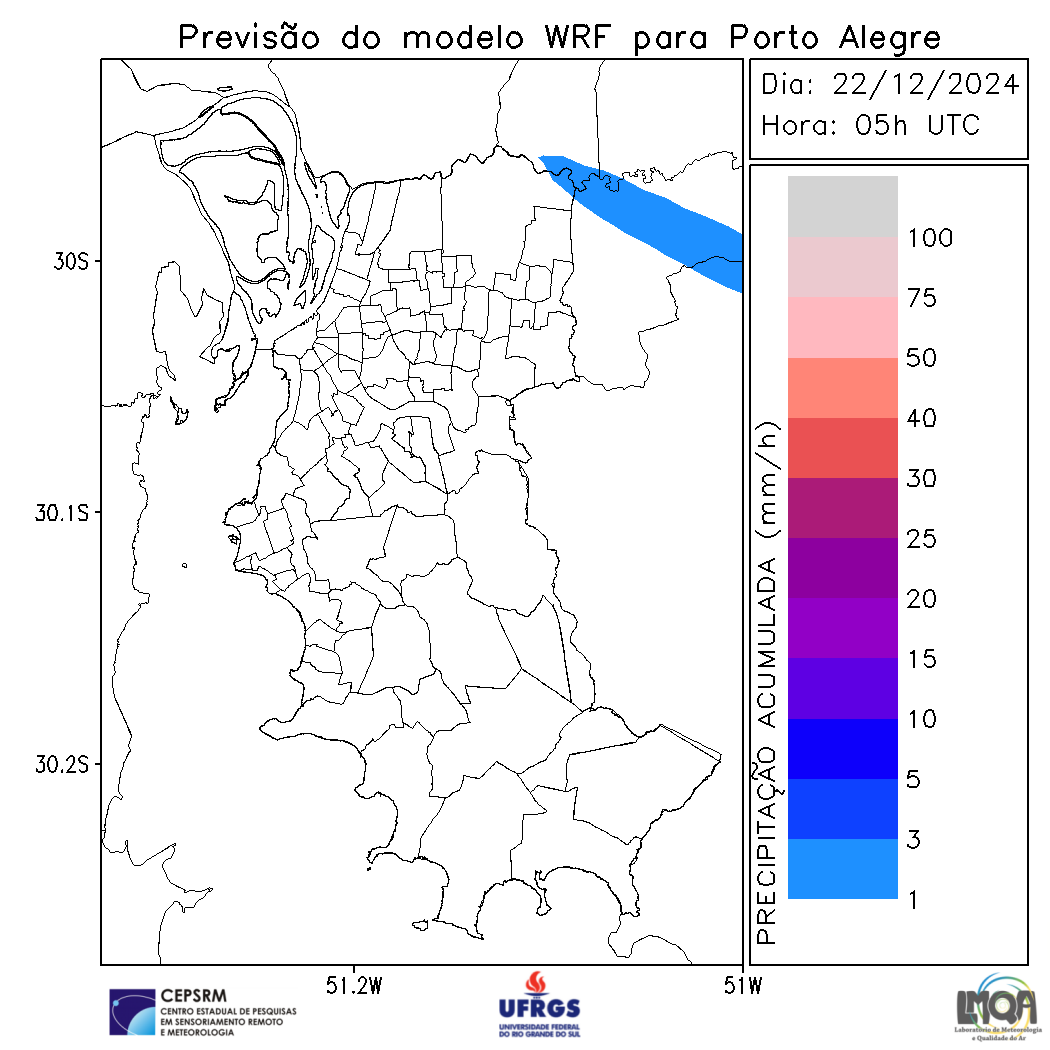 Previsão do modelo WRF para Porto Alegre
Dia: 22/12/2024
Hora: 05h UTC
30S
30.1S
30.2S
51.2W
51W
PRECIPITAÇÃO ACUMULADA (mm/h)
100
75
50
40
30
25
20
15
10
5
3
1
CEPSRM
CENTRO ESTADUAL DE PESQUISAS
EM SENSORIAMENTO REMOTO
E METEOROLOGIA
UFRGS
UNIVERSIDADE FEDERAL
DO RIO GRANDE DO SUL
LMQA
Laboratório de Meteorologia
e Qualidade do Ar